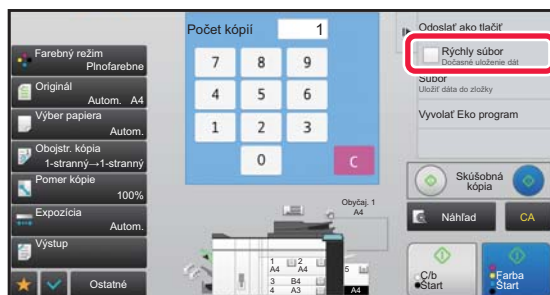 Počet kópií 1
Odoslať ako tlačiť
Rýchly súbor
Dočasné uloženie dát
Súbor
Uložiť dáta do zložky
Vyvolať Eko program
Farebný režim
Plnofarebne
Originál
Autom. A4
Výber papiera
Autom.
Obojstr. kópia
1-stranný→1-stranný
Pomer kópie
100%
Expozícia
Autom.
Výstup
Ostatné
7 8 9
4 5 6
1 2 3
0 C
Obyčaj. 1
A4
1 A4 2 A4
3 B4
4 A3
5
A4
Skúšobná
kópia
Náhľad
CA
Č/b
Štart
Farba
Štart